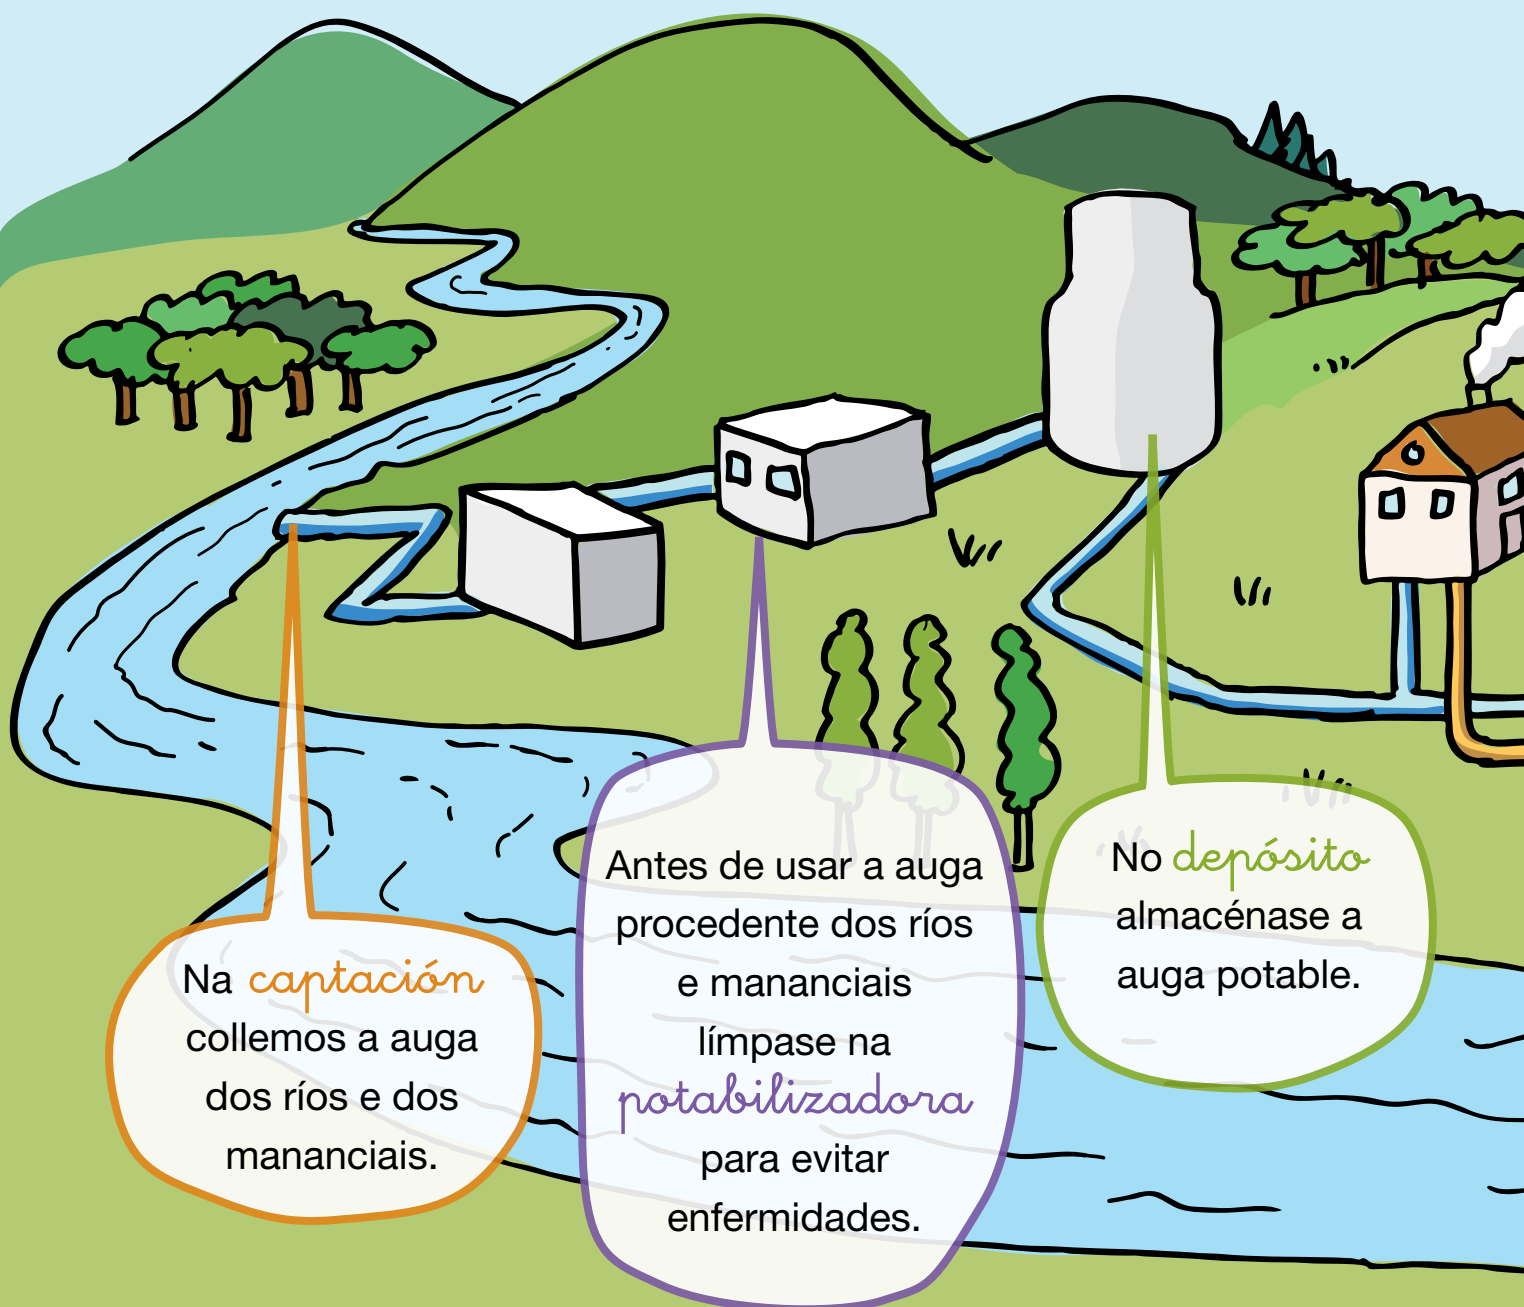 Na captación
collemos a auga
dos ríos e dos
mananciais.
Antes de usar a auga
procedente dos ríos
e mananciais
límpase na
potabilizadora
para evitar
enfermidades.
No depósito
almacénase a
auga potable.